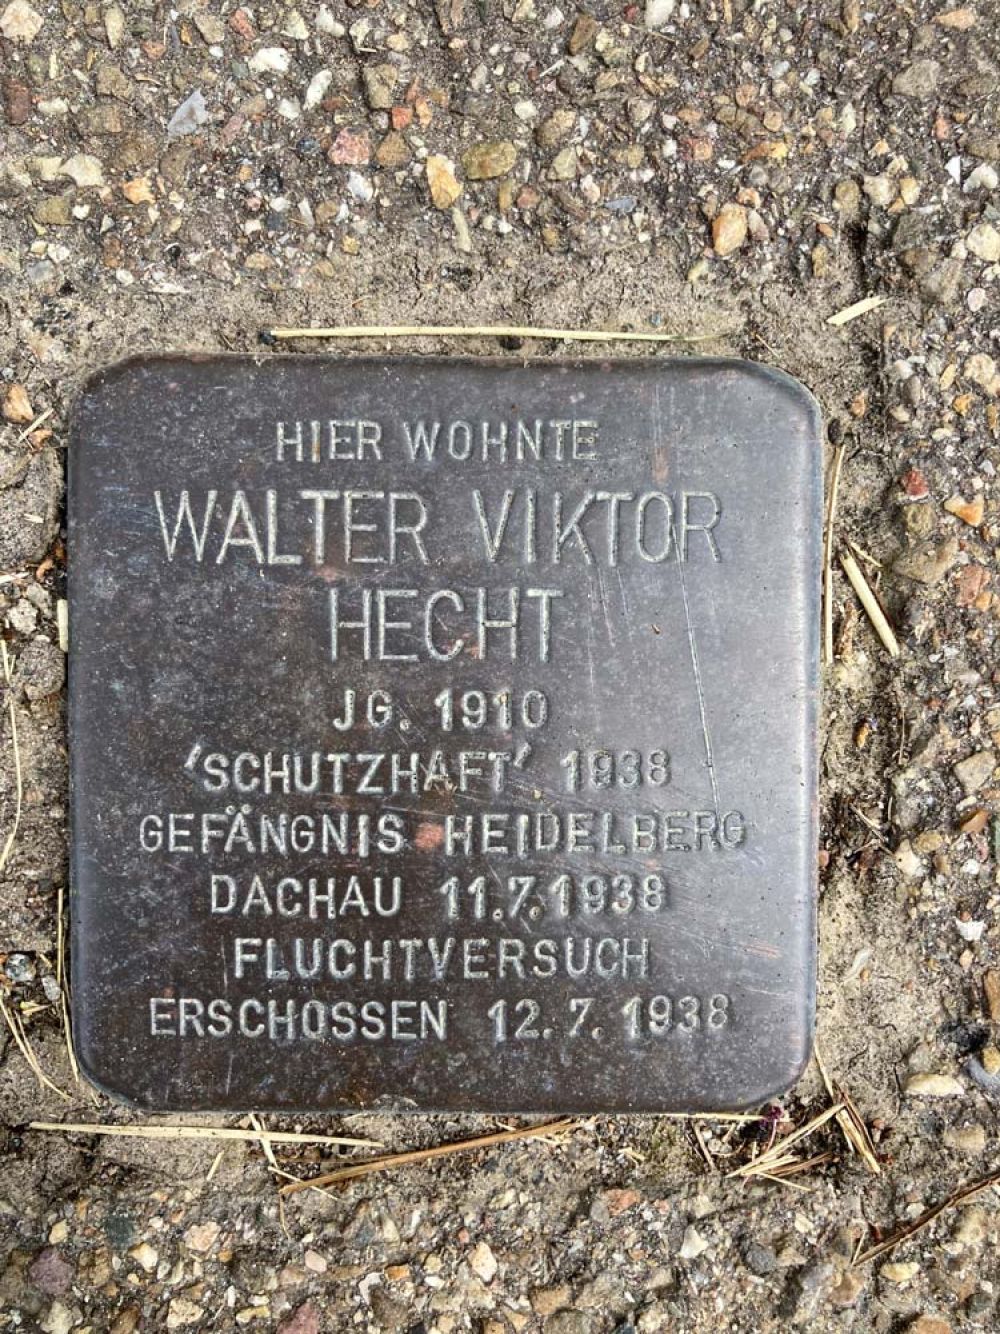 HIER WOHNTE
WALTER VIKTOR
HECHT
JG. 1910
'SCHUTZHAFT' 1938
GEFÄNGNIS HEIDELBERG
DACHAU 11.7.1938
FLUCHTVERSUCH
ERSCHOSSEN 12.7.1938